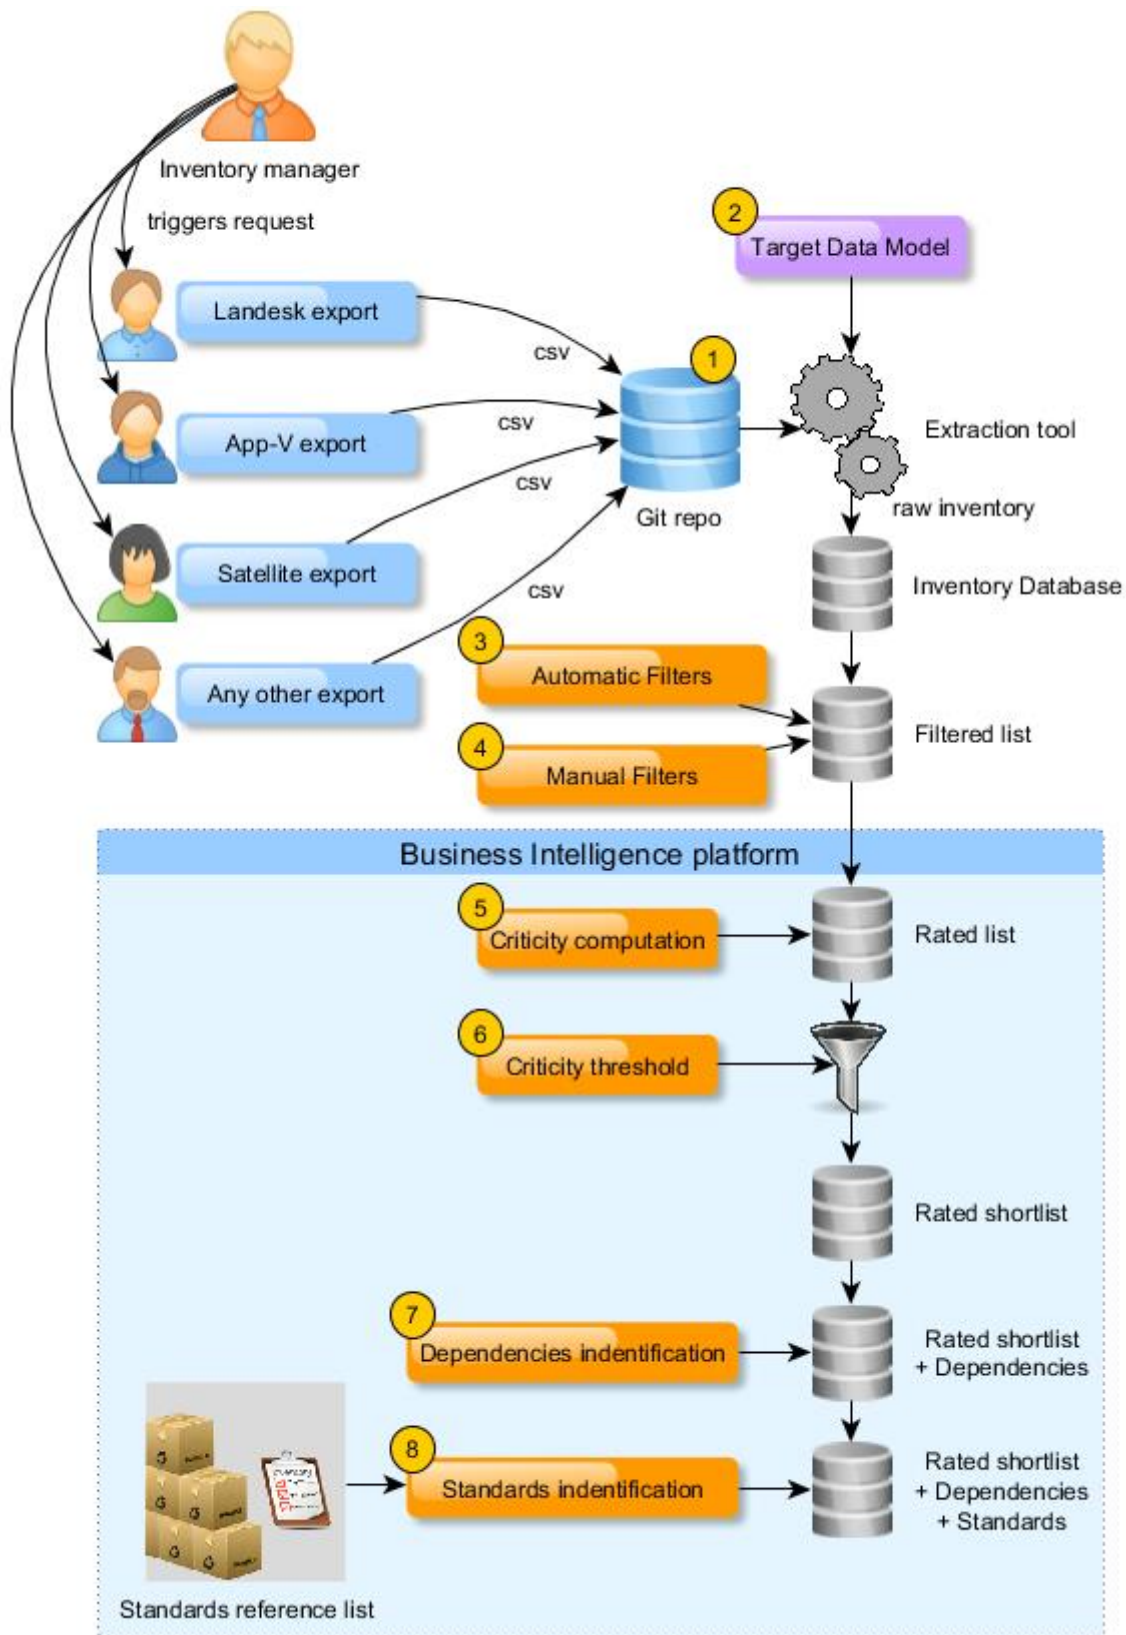 Inventory manager
triggers request
2
Target Data Model
Landesk export
csv
1
App-V export
csv
Extraction tool
csv
Git repo
raw inventory
Satellite export
csv
Inventory Database
3
Automatic Filters
Any other export
Filtered list
4
Manual Filters
Business Intelligence platform
5
Criticity computation
Rated list
6
Criticity threshold
Rated shortlist
7
Dependencies indentification
Rated shortlist
+ Dependencies
8
Standards indentification
Rated shortlist
+ Dependencies
+ Standards
Standards reference list